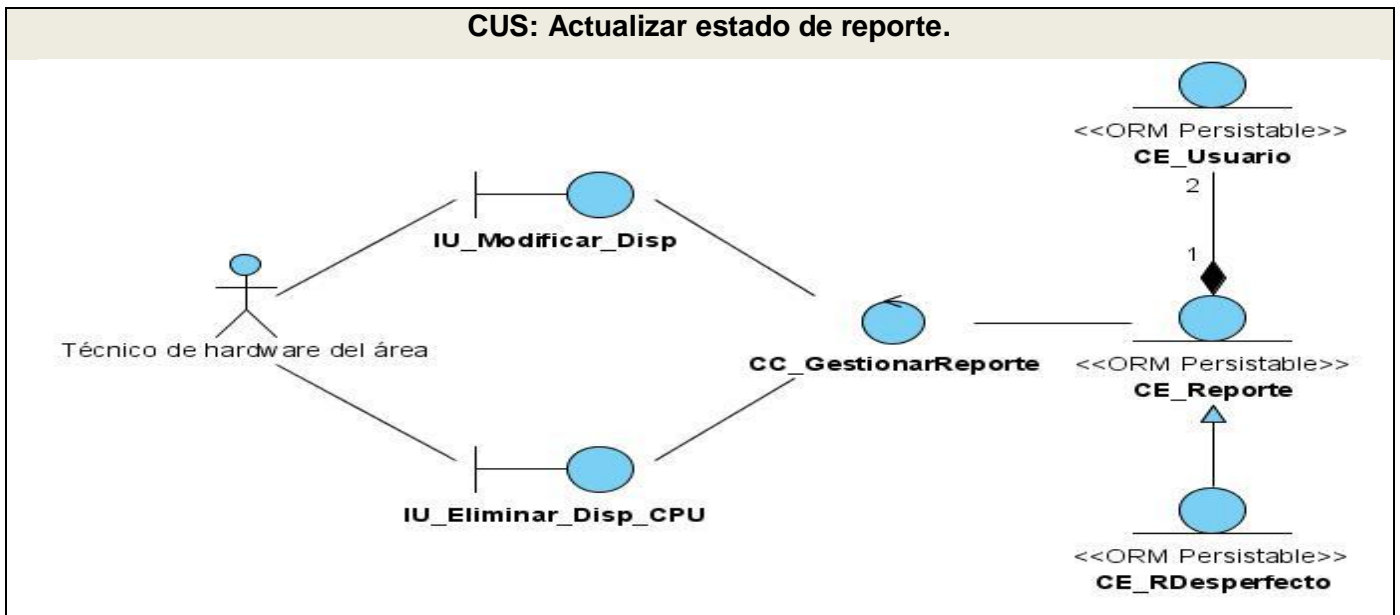 CUS: Actualizar estado de reporte.
<<ORM Persistable>>
CE_Usuario
2
1
IU_Modificar_Disp
Técnico de hardware del área
CC_GestionarReporte
<<ORM Persistable>>
CE_Reporte
IU_Eliminar_Disp_CPU
<<ORM Persistable>>
CE_RDesperfecto